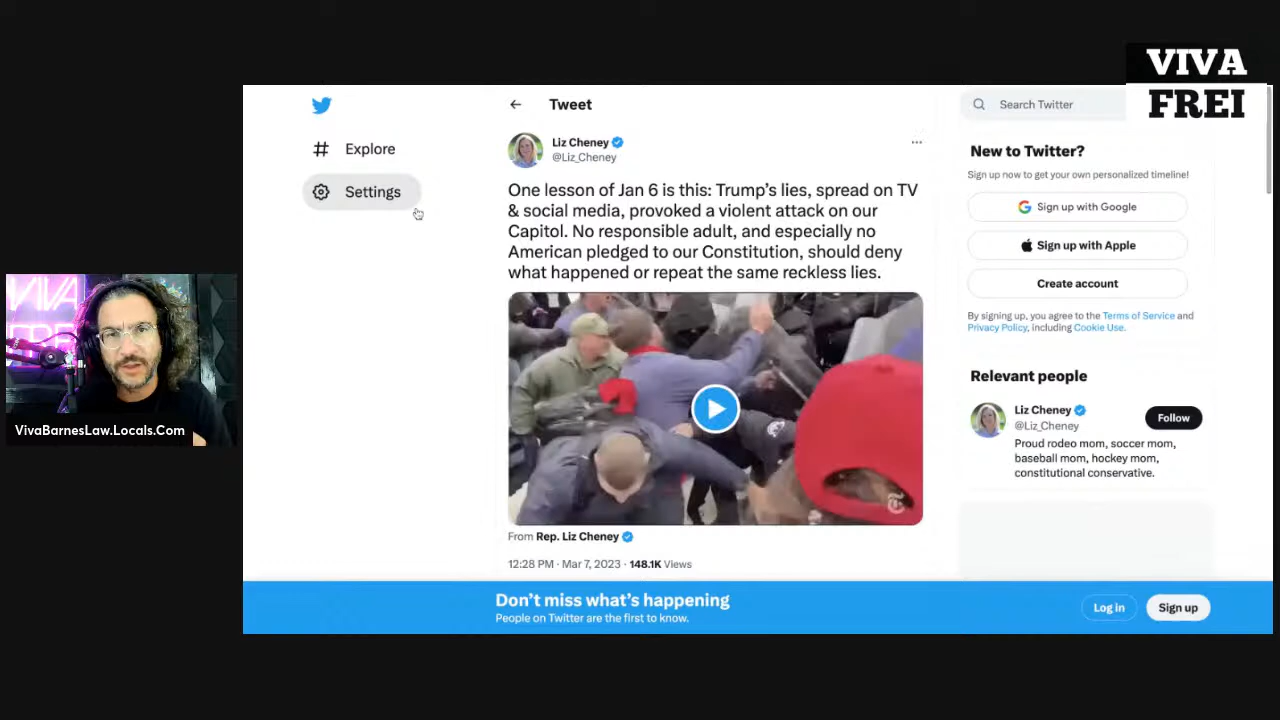 VIVA
FREI
Explore
Settings
Tweet
Liz Cheney
@Liz_Cheney
One lesson of Jan 6 is this: Trump's lies, spread on TV
& social media, provoked a violent attack on our
Capitol. No responsible adult, and especially no
American pledged to our Constitution, should deny
what happened or repeat the same reckless lies.
From Rep. Liz Cheney
12:28 PM · Mar 7, 2023 · 148.1K Views
Search Twitter
New to Twitter?
Sign up now to get your own personalized timeline!
Sign up with Google
Sign up with Apple
Create account
By signing up, you agree to the Terms of Service and
Privacy Policy, including Cookie Use.
Relevant people
Liz Cheney
@Liz_Cheney
Follow
Proud rodeo mom, soccer mom,
baseball mom, hockey mom,
constitutional conservative.
Don't miss what's happening
People on Twitter are the first to know.
Log in
Sign up
VIVA
VivaBarnesLaw.Locals.Com